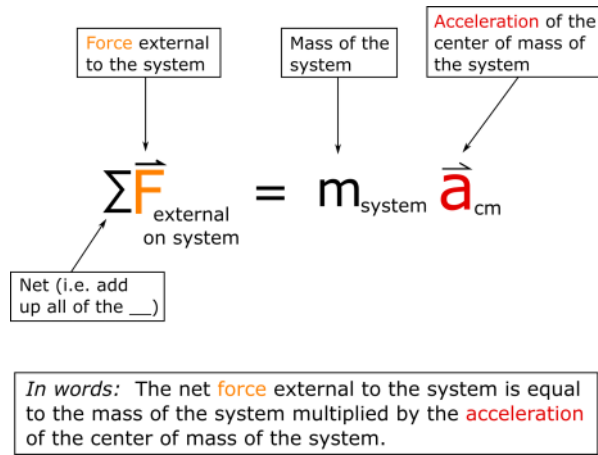 Force external
to the system
Mass of the
system
Acceleration of the
center of mass of
the system
∑F⃗ external on system = m system a⃗ cm
Net (i.e. add
up all of the __)
In words: The net force external to the system is equal
to the mass of the system multiplied by the acceleration
of the center of mass of the system.